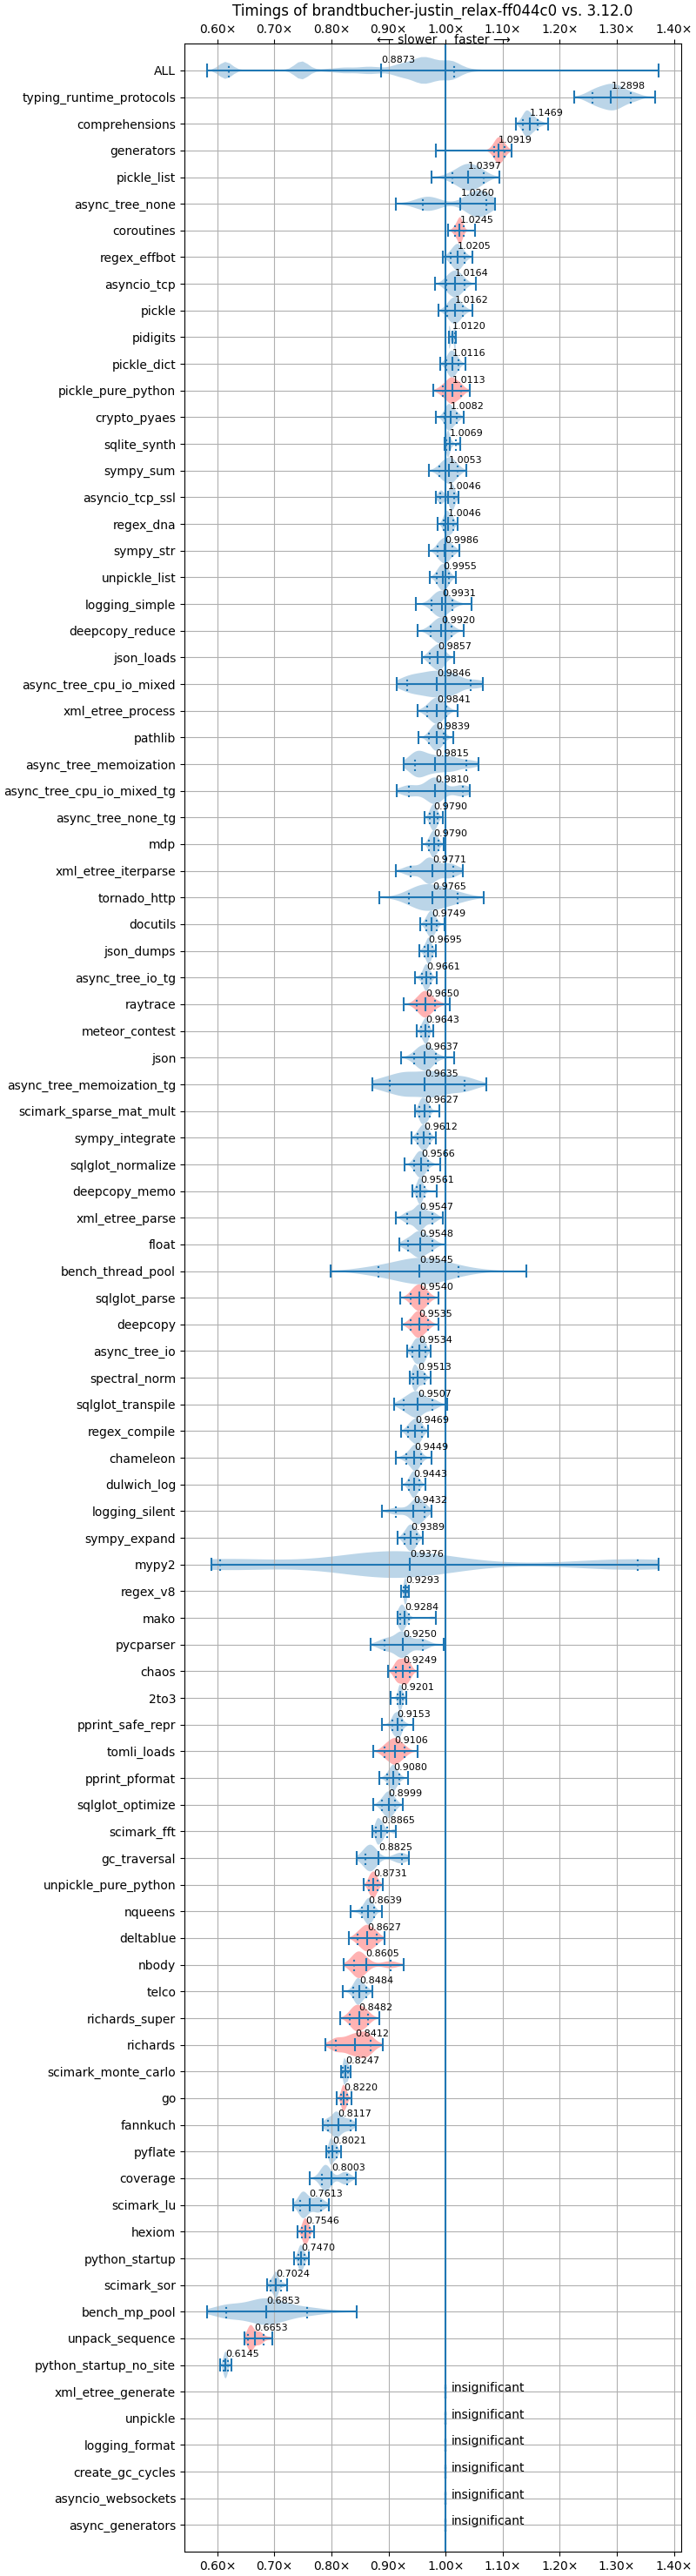 Timings of brandtbucher-justin_relax-ff044c0 vs. 3.12.0
0.60× 0.70× 0.80× 0.90× 1.00× 1.10× 1.20× 1.30× 1.40×
⟵ slower faster ⟶
ALL 0.8873
typing_runtime_protocols 1.2898
comprehensions 1.1469
generators 1.0919
pickle_list 1.0397
async_tree_none 1.0260
coroutines 1.0245
regex_effbot 1.0205
asyncio_tcp 1.0164
pickle 1.0162
pidigits 1.0120
pickle_dict 1.0116
pickle_pure_python 1.0113
crypto_pyaes 1.0082
sqlite_synth 1.0069
sympy_sum 1.0053
asyncio_tcp_ssl 1.0046
regex_dna 1.0046
sympy_str 0.9986
unpickle_list 0.9955
logging_simple 0.9931
deepcopy_reduce 0.9920
json_loads 0.9857
async_tree_cpu_io_mixed 0.9846
xml_etree_process 0.9841
pathlib 0.9839
async_tree_memoization 0.9815
async_tree_cpu_io_mixed_tg 0.9810
async_tree_none_tg 0.9790
mdp 0.9790
xml_etree_iterparse 0.9771
tornado_http 0.9765
docutils 0.9749
json_dumps 0.9695
async_tree_io_tg 0.9661
raytrace 0.9650
meteor_contest 0.9643
json 0.9637
async_tree_memoization_tg 0.9635
scimark_sparse_mat_mult 0.9627
sympy_integrate 0.9612
sqlglot_normalize 0.9566
deepcopy_memo 0.9561
xml_etree_parse 0.9547
float 0.9548
bench_thread_pool 0.9545
sqlglot_parse 0.9540
deepcopy 0.9535
async_tree_io 0.9534
spectral_norm 0.9513
sqlglot_transpile 0.9507
regex_compile 0.9469
chameleon 0.9449
dulwich_log 0.9443
logging_silent 0.9432
sympy_expand 0.9389
mypy2 0.9376
regex_v8 0.9293
mako 0.9284
pycparser 0.9250
chaos 0.9249
2to3 0.9201
pprint_safe_repr 0.9153
tomli_loads 0.9106
pprint_pformat 0.9080
sqlglot_optimize 0.8999
scimark_fft 0.8865
gc_traversal 0.8825
unpickle_pure_python 0.8731
nqueens 0.8639
deltablue 0.8627
nbody 0.8605
telco 0.8484
richards_super 0.8482
richards 0.8412
scimark_monte_carlo 0.8247
go 0.8220
fannkuch 0.8117
pyflate 0.8021
coverage 0.8003
scimark_lu 0.7613
hexiom 0.7546
python_startup 0.7470
scimark_sor 0.7024
bench_mp_pool 0.6853
unpack_sequence 0.6653
python_startup_no_site 0.6145
xml_etree_generate insignificant
unpickle insignificant
logging_format insignificant
create_gc_cycles insignificant
asyncio_websockets insignificant
async_generators insignificant
0.60× 0.70× 0.80× 0.90× 1.00× 1.10× 1.20× 1.30× 1.40×